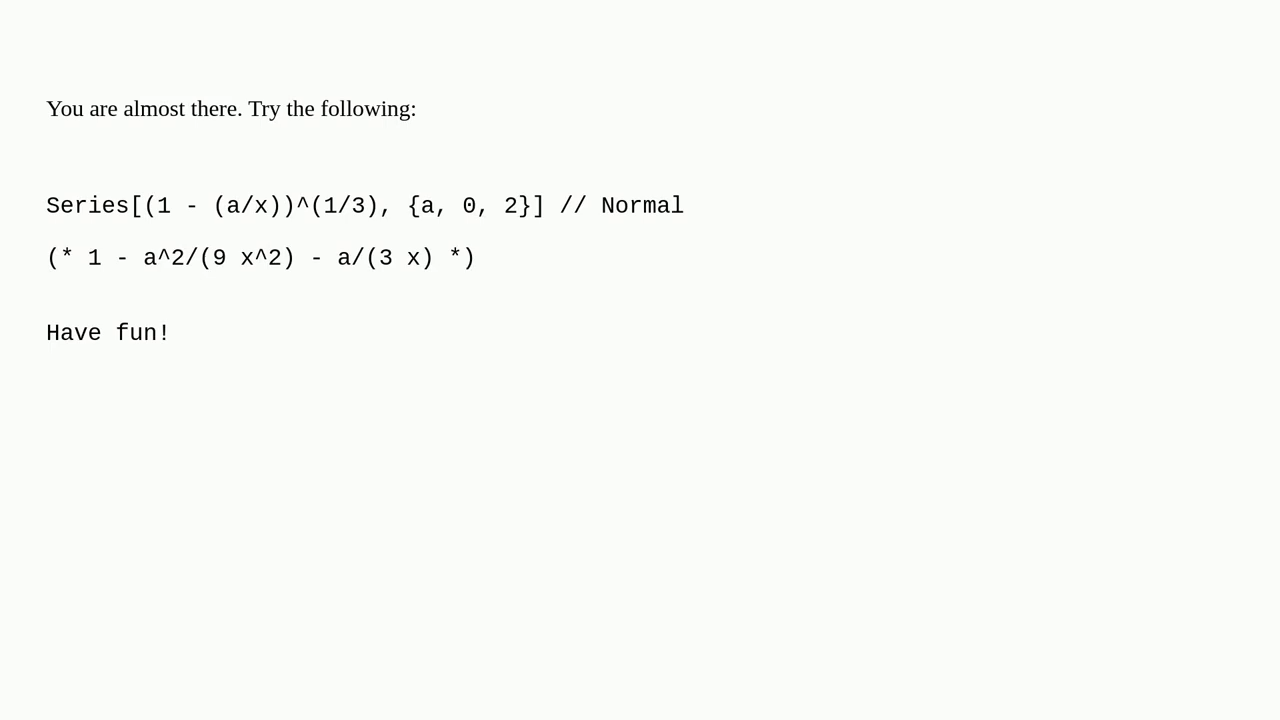 You are almost there. Try the following:
Series[(1 - (a/x))^(1/3), {a, 0, 2}] // Normal
(* 1 - a^2/(9 x^2) - a/(3 x) *)
Have fun!